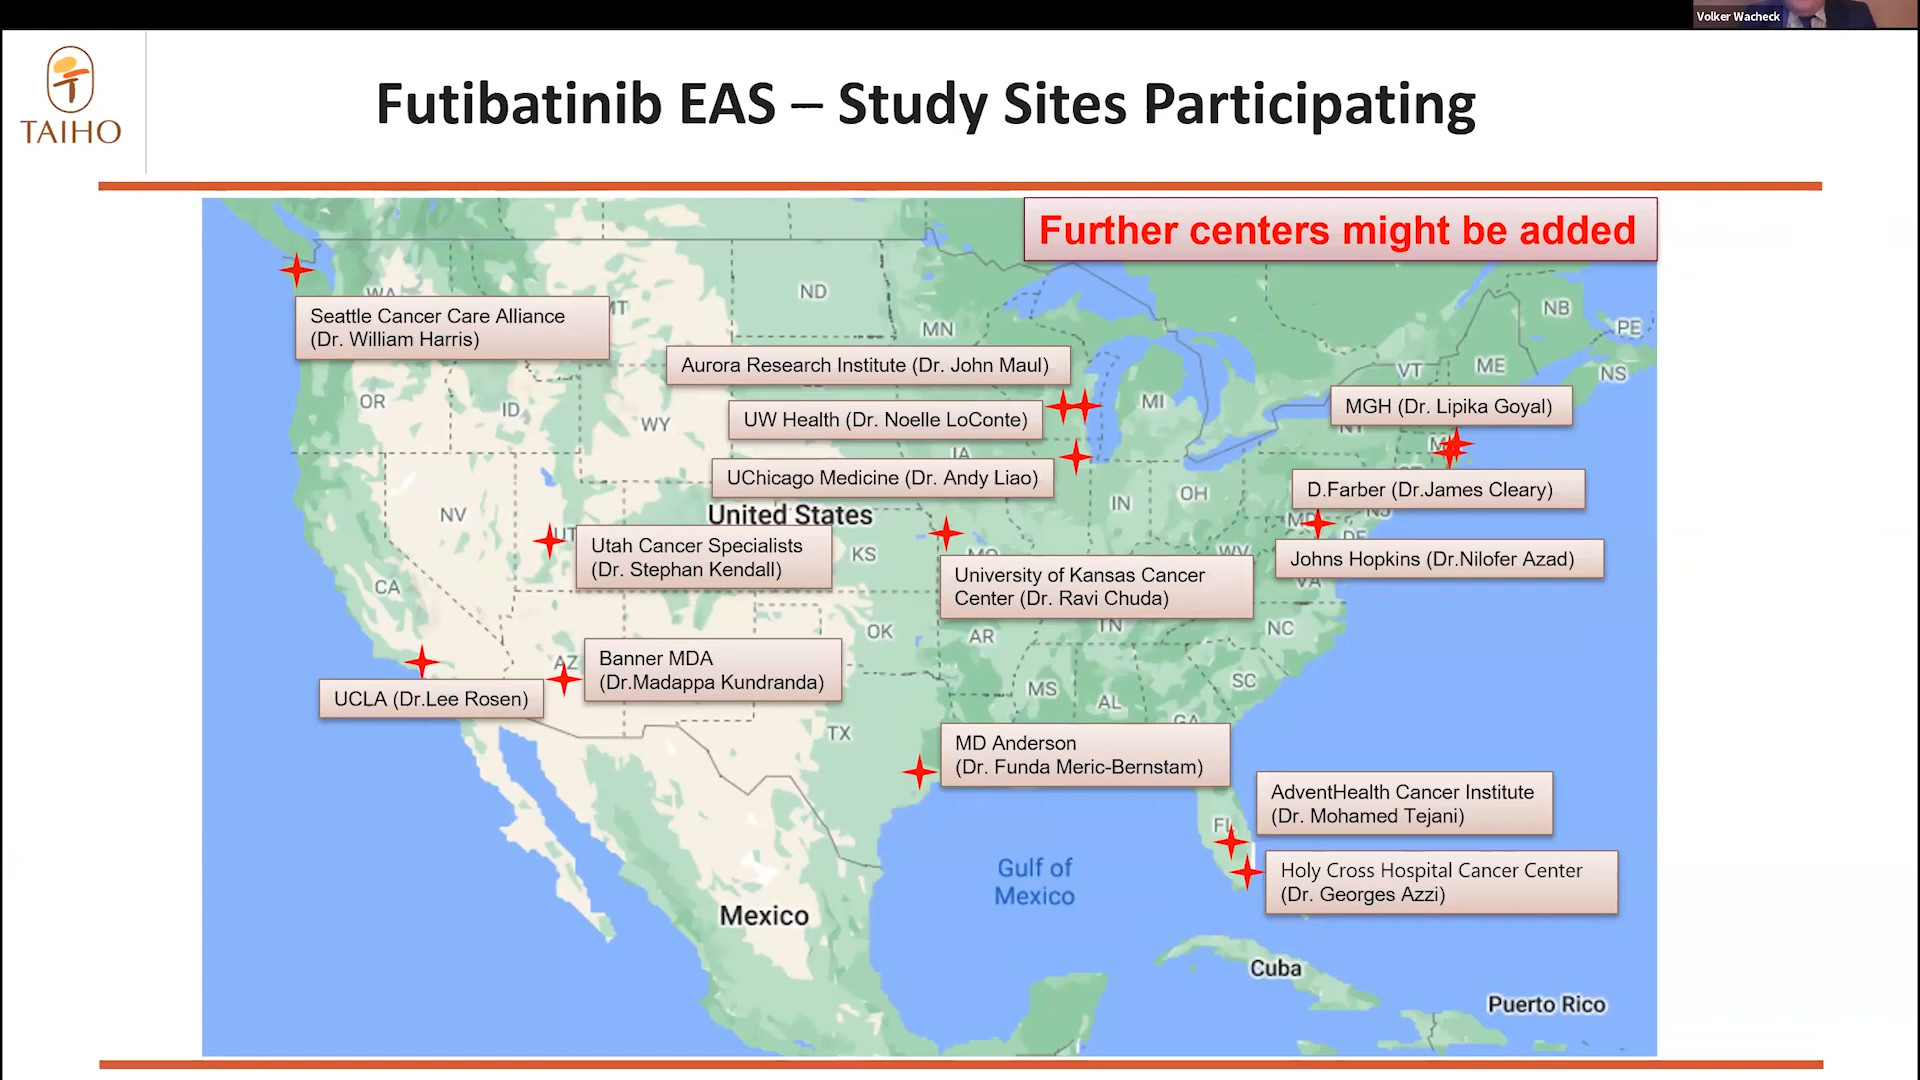 Volker Wacheck
TAIHO
Futibatinib EAS – Study Sites Participating
Further centers might be added
Seattle Cancer Care Alliance
(Dr. William Harris)
Aurora Research Institute (Dr. John Maul)
UW Health (Dr. Noelle LoConte)
UChicago Medicine (Dr. Andy Liao)
MGH (Dr. Lipika Goyal)
D.Farber (Dr.James Cleary)
Johns Hopkins (Dr.Nilofer Azad)
Utah Cancer Specialists
(Dr. Stephan Kendall)
University of Kansas Cancer
Center (Dr. Ravi Chuda)
Banner MDA
(Dr.Madappa Kundranda)
UCLA (Dr.Lee Rosen)
MD Anderson
(Dr. Funda Meric-Bernstam)
AdventHealth Cancer Institute
(Dr. Mohamed Tejani)
Holy Cross Hospital Cancer Center
(Dr. Georges Azzi)
WA
ND
MN
NB
PE
VT
ME
NS
OR
ID
WY
MI
NY
IA
IN
OH
NV
United States
UT
KS
MO
WV
MD
NJ
DE
VA
CA
OK
AR
TN
NC
AZ
MS
AL
SC
GA
TX
FL
Gulf of
Mexico
Mexico
Cuba
Puerto Rico